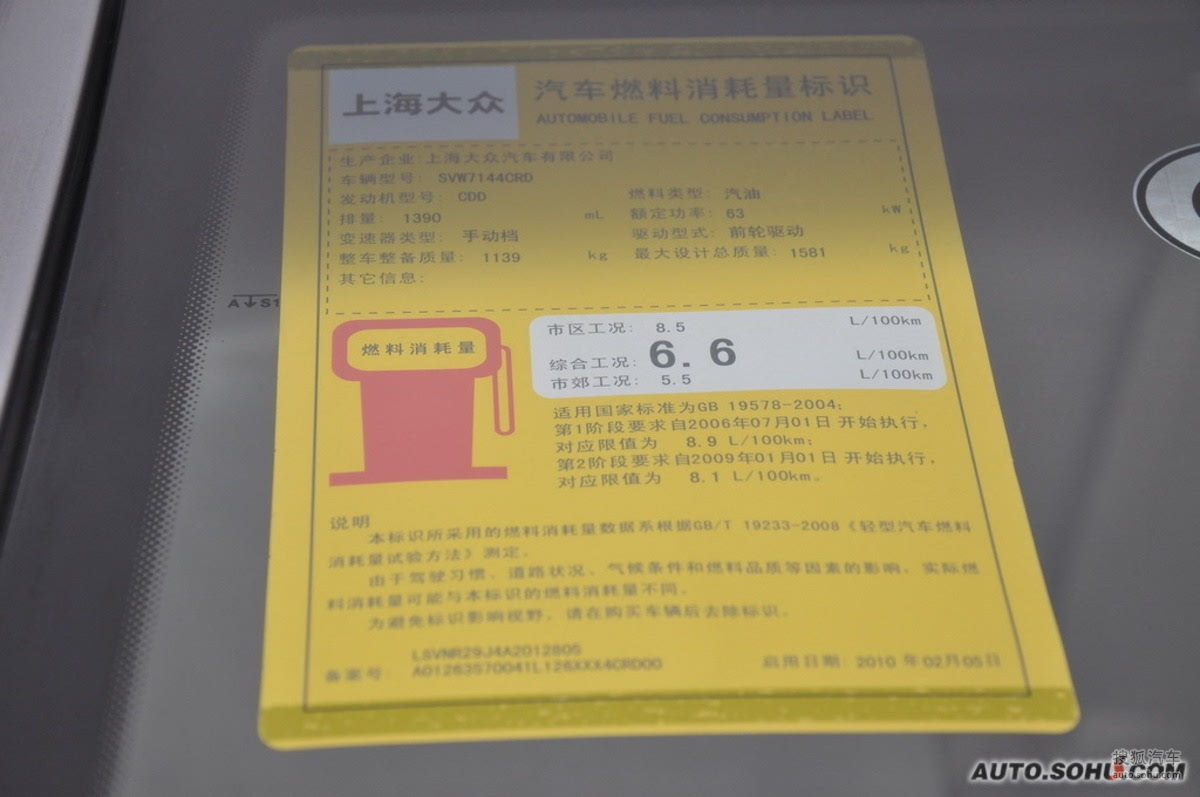 上海大众
汽车燃料消耗量标识
AUTOMOBILE FUEL CONSUMPTION LABEL
生产企业:上海大众汽车有限公司
车辆型号: SVW7144CRD
发动机型号: CDD 燃料类型: 汽油
排量: 1390 mL 额定功率: 63 kW
变速器类型: 手动档 驱动型式: 前轮驱动
整车整备质量: 1139 kg 最大设计总质量: 1581 kg
其它信息:
A S1
燃料消耗量
市区工况: 8.5 L/100km
综合工况: 6.6 L/100km
市郊工况: 5.5 L/100km
适用国家标准为GB 19578-2004;
第1阶段要求自2006年07月01日 开始执行,
对应限值为 8.9 L/100km;
第2阶段要求自2009年01月01日 开始执行,
对应限值为 8.1 L/100km。
说明
本标识所采用的燃料消耗量数据系根据GB/T 19233-2008《轻型汽车燃料
消耗量试验方法》测定。
由于驾驶习惯、道路状况、气候条件和燃料品质等因素的影响,实际燃
料消耗量可能与本标识的燃料消耗量不同。
为避免标识影响视野,请在购买车辆后去除标识。
LSVNR29J4A2012805
备案号: A0126357004TL126XXX4CRD00 启用日期: 2010 年02月05日
搜狐汽车
auto.sohu.com
AUTO.SOHU.COM